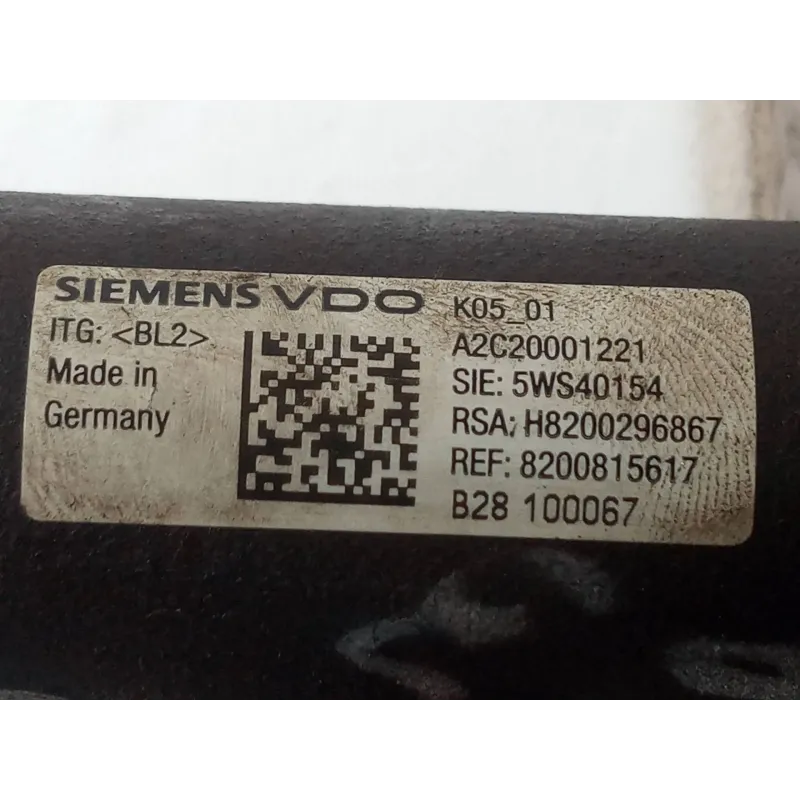 SIEMENS VDO
ITG: <BL2>
Made in
Germany
K05_01
A2C20001221
SIE: 5WS40154
RSA: H8200296867
REF: 8200815617
B28 100067